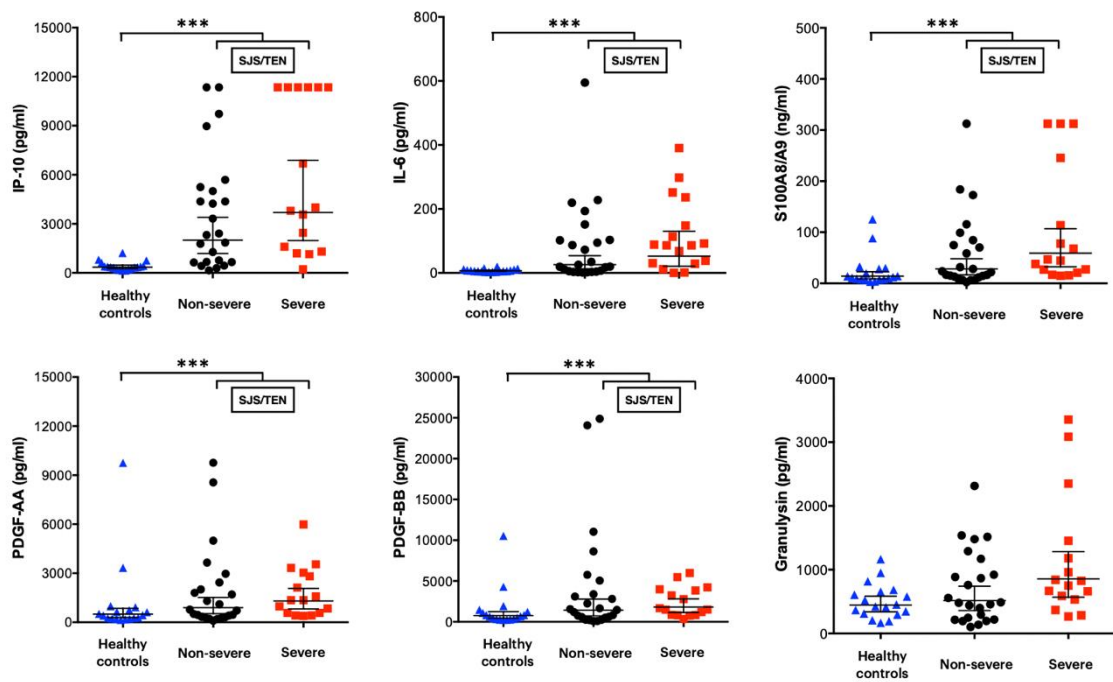 ***
SJS/TEN
IP-10 (pg/ml)
15000
12000
9000
6000
3000
0
Healthy controls
Non-severe
Severe
***
SJS/TEN
IL-6 (pg/ml)
800
600
400
200
0
Healthy controls
Non-severe
Severe
***
SJS/TEN
S100A8/A9 (ng/ml)
500
400
300
200
100
0
Healthy
controls
Non-severe
Severe
***
SJS/TEN
PDGF-AA (pg/ml)
15000
12000
9000
6000
3000
0
Healthy
controls
Non-severe
Severe
***
SJS/TEN
PDGF-BB (pg/ml)
30000
25000
20000
15000
10000
5000
0
Healthy
controls
Non-severe
Severe
Granulysin (pg/ml)
4000
3000
2000
1000
0
Healthy
controls
Non-severe
Severe